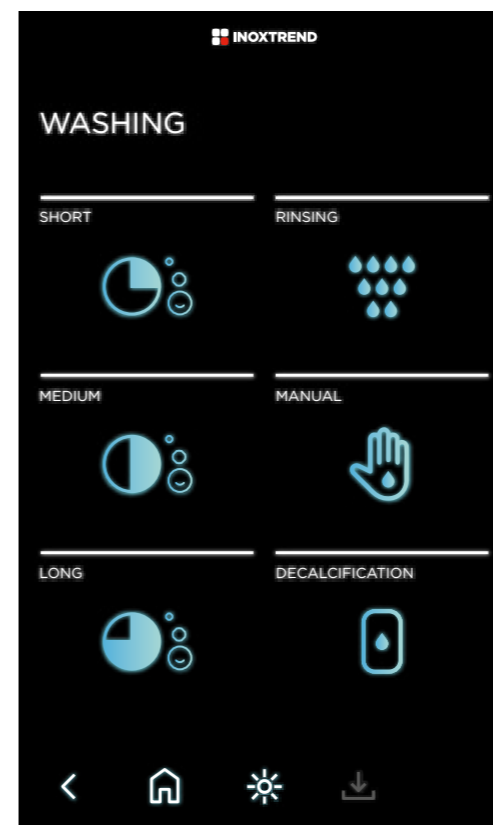 INOXTREND
WASHING
SHORT
RINSING
MEDIUM
MANUAL
LONG
DECALCIFICATION